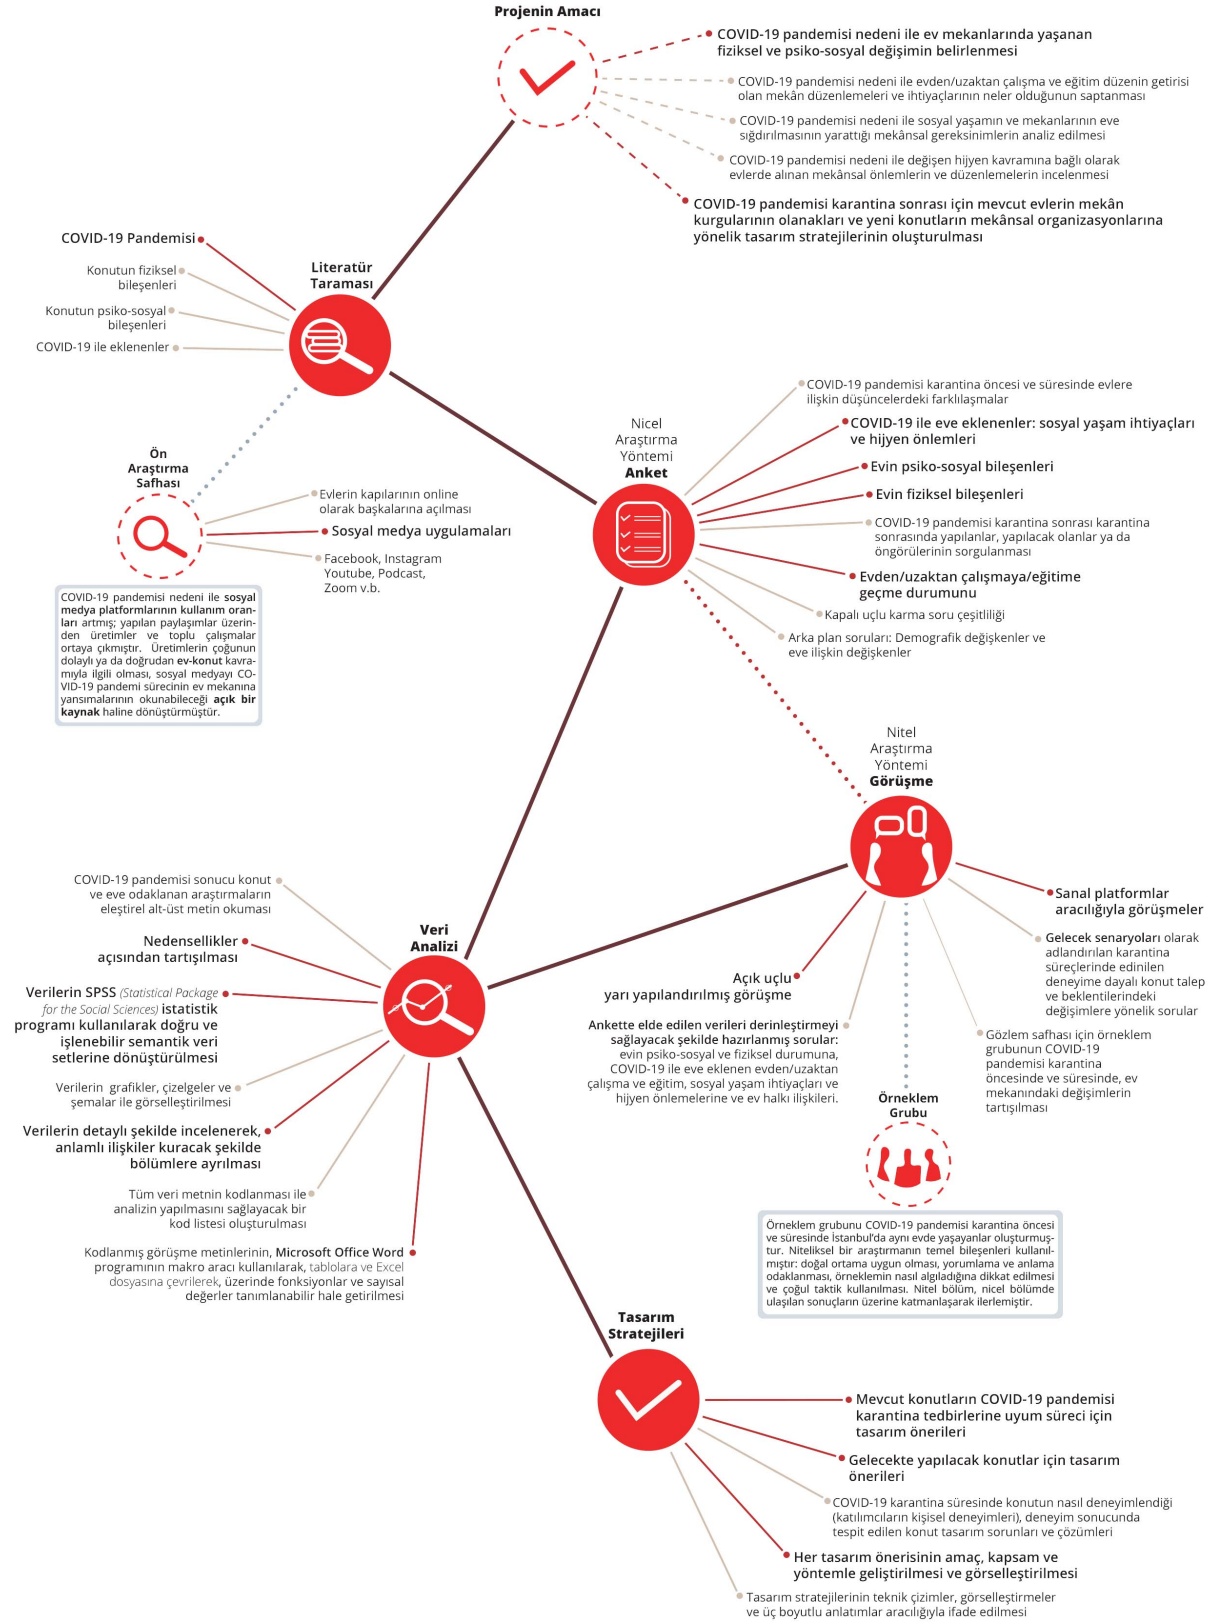 Projenin Amacı
COVID-19 pandemisi nedeni ile ev mekanlarında yaşanan
fiziksel ve psiko-sosyal değişimin belirlenmesi
COVID-19 pandemisi nedeni ile evden/uzaktan çalışma ve eğitim düzenin getirisi
olan mekân düzenlemeleri ve ihtiyaçlarının neler olduğunun saptanması
COVID-19 pandemisi nedeni ile sosyal yaşamın ve mekanlarının eve
sığdırılmasının yarattığı mekânsal gereksinimlerin analiz edilmesi
COVID-19 pandemisi nedeni ile değişen hijyen kavramına bağlı olarak
evlerde alınan mekânsal önlemlerin ve düzenlemelerin incelenmesi
COVID-19 pandemisi karantina sonrası için mevcut evlerin mekân
kurgularının olanakları ve yeni konutların mekânsal organizasyonlarına
yönelik tasarım stratejilerinin oluşturulması
Literatür
Taraması
COVID-19 Pandemisi
Konutun fiziksel
bileşenleri
Konutun psiko-sosyal
bileşenleri
COVID-19 ile eklenenler
Ön
Araştırma
Safhası
Evlerin kapılarının online
olarak başkalarına açılması
Sosyal medya uygulamaları
Facebook, Instagram
Youtube, Podcast,
Zoom v.b.
COVID-19 pandemisi nedeni ile sosyal
medya platformlarının kullanım oran-
ları artmış; yapılan paylaşımlar üzerin-
den üretimler ve toplu çalışmalar
ortaya çıkmıştır. Üretimlerin çoğunun
dolaylı ya da doğrudan ev-konut kavra-
mıyla ilgili olması, sosyal medyayı CO-
VID-19 pandemi sürecinin ev mekanına
yansımalarının okunabileceği açık bir
kaynak haline dönüştürmüştür.
Nicel
Araştırma
Yöntemi
Anket
COVID-19 pandemisi karantina öncesi ve süresinde evlere
ilişkin düşüncelerdeki farklılaşmalar
COVID-19 ile eve eklenenler: sosyal yaşam ihtiyaçları
ve hijyen önlemleri
Evin psiko-sosyal bileşenleri
Evin fiziksel bileşenleri
COVID-19 pandemisi karantina sonrası karantina
sonrasında yapılanlar, yapılacak olanlar ya da
öngörülerinin sorgulanması
Evden/uzaktan çalışmaya/eğitime
geçme durumunu
Kapalı uçlu karma soru çeşitliliği
Arka plan soruları: Demografik değişkenler ve
eve ilişkin değişkenler
Nitel
Araştırma
Yöntemi
Görüşme
Sanal platformlar
aracılığıyla görüşmeler
Gelecek senaryoları olarak
adlandırılan karantina
süreçlerinde edinilen
deneyime dayalı konut talep
ve beklentilerindeki
değişimlere yönelik sorular
Gözlem safhası için örneklem
grubunun COVID-19
pandemisi karantina
öncesinde ve süresinde, ev
mekanındaki değişimlerin
tartışılması
Açık uçlu
yarı yapılandırılmış görüşme
Ankette elde edilen verileri derinleştirmeyi
sağlayacak şekilde hazırlanmış sorular:
evin psiko-sosyal ve fiziksel durumuna,
COVID-19 ile eve eklenen evden/uzaktan
çalışma ve eğitim, sosyal yaşam ihtiyaçları ve
hijyen önlemelerine ve ev halkı ilişkileri.
Örneklem
Grubu
Örneklem grubunu COVID-19 pandemisi karantina öncesi
ve süresinde İstanbul'da aynı evde yaşayanlar oluşturmuş-
tur. Niteliksel bir araştırmanın temel bileşenleri kullanıl-
mıştır: doğal ortama uygun olması, yorumlama ve anlama
odaklanması, örneklemin nasıl algıladığına dikkat edilmesi
ve çoğul taktik kullanılması. Nitel bölüm, nicel bölümde
ulaşılan sonuçların üzerine katmanlaşarak ilerlemiştir.
Veri
Analizi
COVID-19 pandemisi sonucu konut
ve eve odaklanan araştırmaların
eleştirel alt-üst metin okuması
Nedensellikler
açısından tartışılması
Verilerin SPSS (Statistical Package
for the Social Sciences) istatistik
programı kullanılarak doğru ve
işlenebilir semantik veri
setlerine dönüştürülmesi
Verilerin grafikler, çizelgeler ve
şemalar ile görselleştirilmesi
Verilerin detaylı şekilde incelenerek,
anlamlı ilişkiler kuracak şekilde
bölümlere ayrılması
Tüm veri metnin kodlanması ile
analizin yapılmasını sağlayacak bir
kod listesi oluşturulması
Kodlanmış görüşme metinlerinin, Microsoft Office Word
programının makro aracı kullanılarak, tablolara ve Excel
dosyasına çevrilerek, üzerinde fonksiyonlar ve sayısal
değerler tanımlanabilir hale getirilmesi
Tasarım
Stratejileri
Mevcut konutların COVID-19 pandemisi
karantina tedbirlerine uyum süreci için
tasarım önerileri
Gelecekte yapılacak konutlar için tasarım
önerileri
COVID-19 karantina süresinde konutun nasıl deneyimlendiği
(katılımcıların kişisel deneyimleri), deneyim sonucunda
tespit edilen konut tasarım sorunları ve çözümleri
Her tasarım önerisinin amaç, kapsam ve
yöntemle geliştirilmesi ve görselleştirilmesi
Tasarım stratejilerinin teknik çizimler, görselleştirmeler
ve üç boyutlu anlatımlar aracılığıyla ifade edilmesi